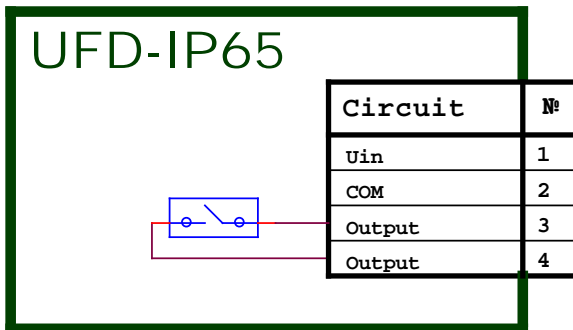 UFD-IP65
Circuit №
Uin 1
COM 2
Output 3
Output 4